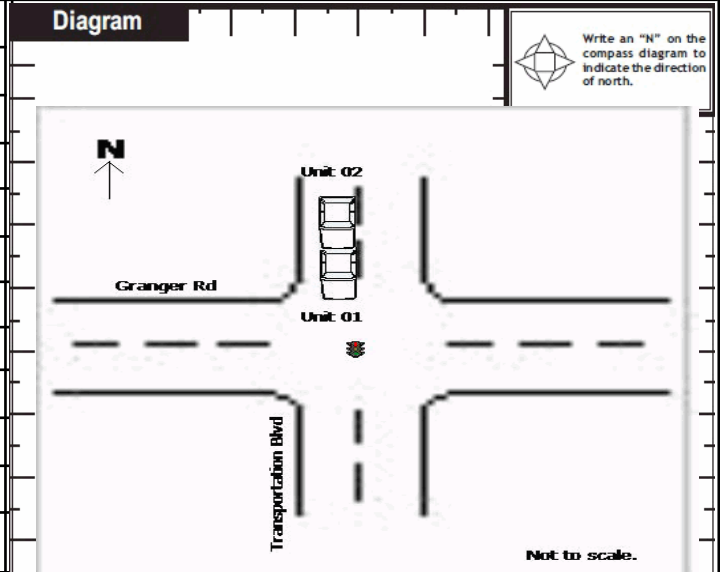 Diagram
Write an “N” on the
compass diagram to
indicate the direction
of north.
N
Unit 02
Granger Rd
Unit 01
Transportation Blvd
Not to scale.